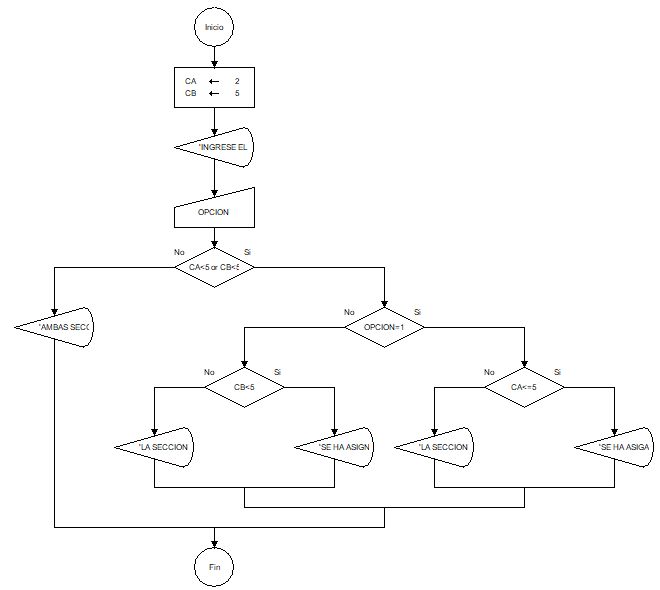 Inicio
CA ← 2
CB ← 5
"INGRESE EL
OPCION
No
Si
CA<5 or CB<5
"AMBAS SECC
No
Si
OPCION=1
No
Si
CB<5
No
Si
CA<=5
"LA SECCION
"SE HA ASIGN
"LA SECCION
"SE HA ASIGA
Fin